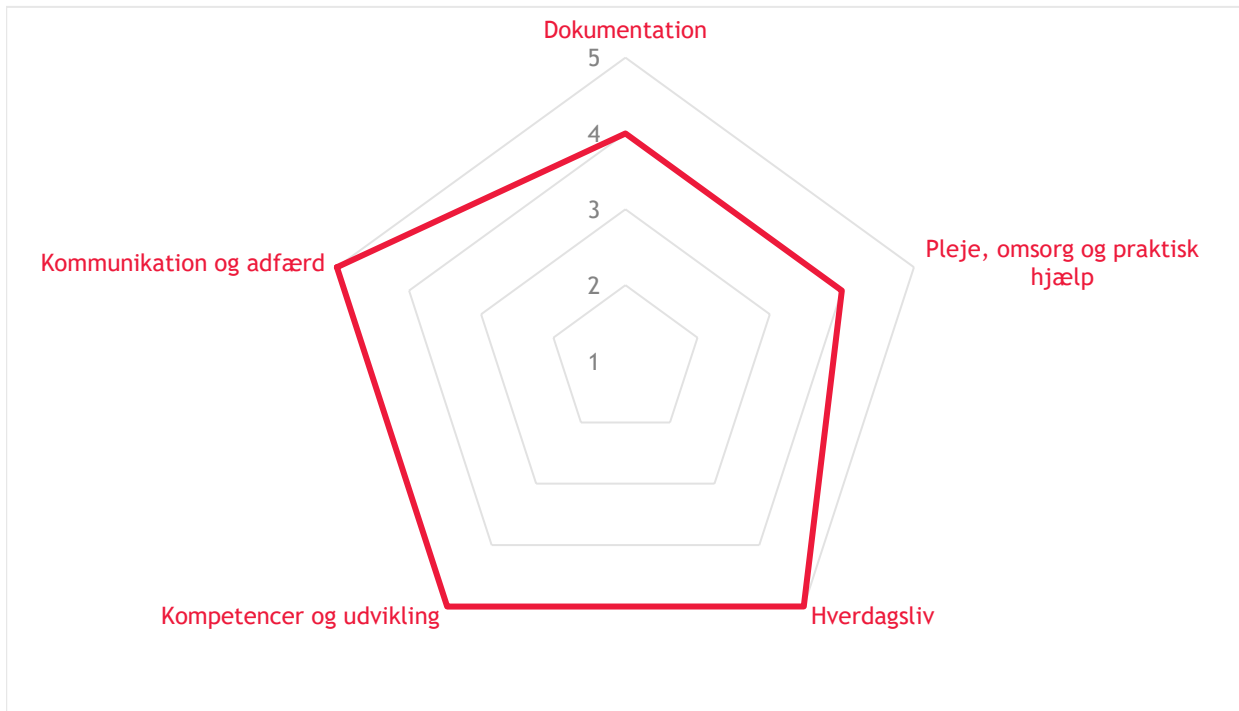 Dokumentation
5
4
3
2
1
Pleje, omsorg og praktisk
hjælp
Kommunikation og adfærd
Kompetencer og udvikling
Hverdagsliv